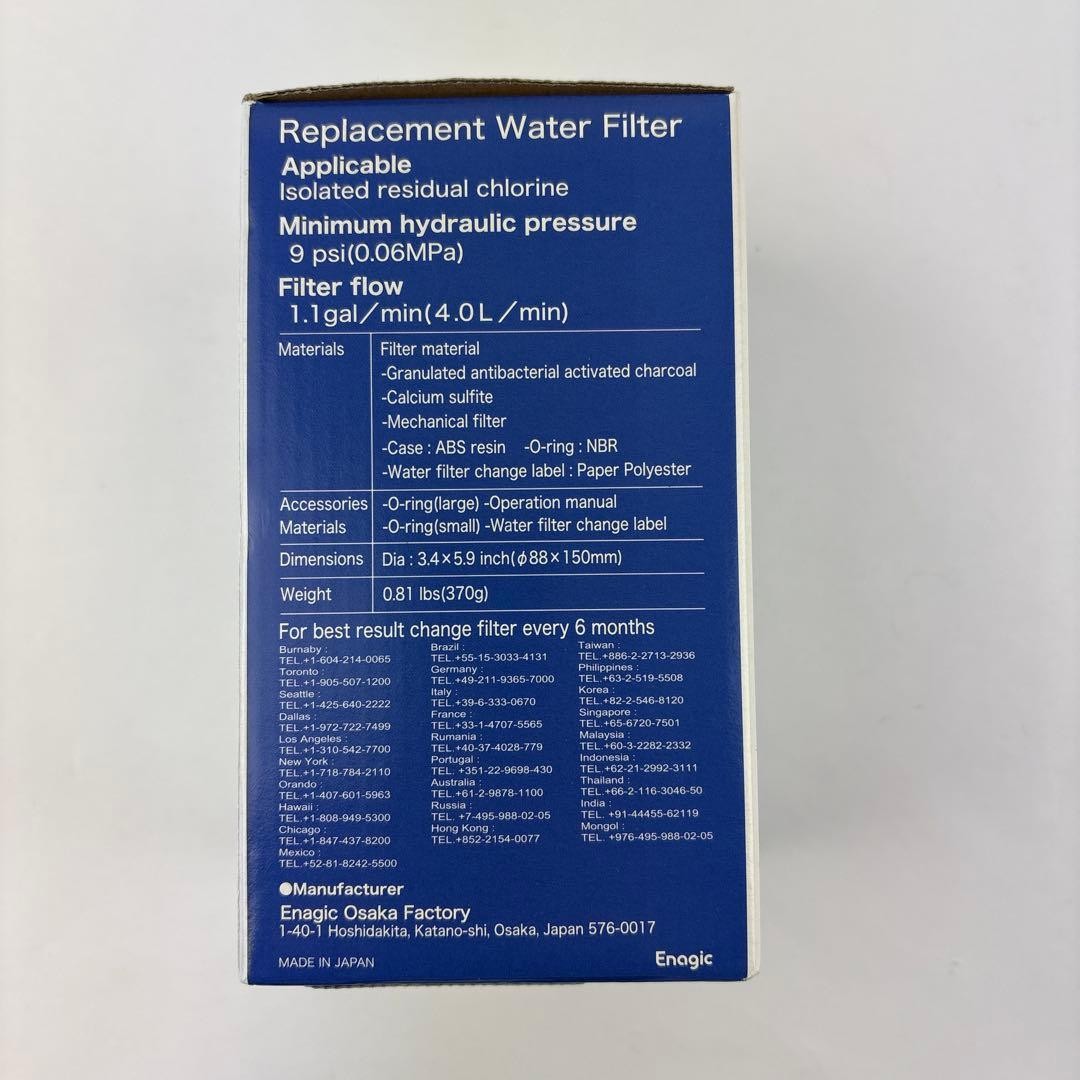 Replacement Water Filter
Applicable
Isolated residual chlorine
Minimum hydraulic pressure
9 psi(0.06MPa)
Filter flow
1.1gal／min(4.0L／min)
Materials
Filter material
-Granulated antibacterial activated charcoal
-Calcium sulfite
-Mechanical filter
-Case : ABS resin -O-ring : NBR
-Water filter change label : Paper Polyester
Accessories
Materials
-O-ring(large) -Operation manual
-O-ring(small) -Water filter change label
Dimensions
Dia : 3.4×5.9 inch(φ88×150mm)
Weight
0.81 lbs(370g)
For best result change filter every 6 months
Burnaby :
TEL.+1-604-214-0065
Toronto :
TEL.+1-905-507-1200
Seattle :
TEL.+1-425-640-2222
Dallas :
TEL.+1-972-722-7499
Los Angeles :
TEL.+1-310-542-7700
New York :
TEL.+1-718-784-2110
Orando :
TEL.+1-407-601-5963
Hawaii :
TEL.+1-808-949-5300
Chicago :
TEL.+1-847-437-8200
Mexico :
TEL.+52-81-8242-5500
Brazil :
TEL.+55-15-3033-4131
Germany :
TEL.+49-211-9365-7000
Italy :
TEL.+39-6-333-0670
France :
TEL.+33-1-4707-5565
Rumania :
TEL.+40-37-4028-779
Portugal :
TEL. +351-22-9698-430
Australia :
TEL.+61-2-9878-1100
Russia :
TEL. +7-495-988-02-05
Hong Kong :
TEL.+852-2154-0077
Taiwan :
TEL.+886-2-2713-2936
Philippines :
TEL.+63-2-519-5508
Korea :
TEL.+82-2-546-8120
Singapore :
TEL.+65-6720-7501
Malaysia :
TEL.+60-3-2282-2332
Indonesia :
TEL.+62-21-2992-3111
Thailand :
TEL.+66-2-116-3046-50
India :
TEL. +91-44455-62119
Mongol :
TEL. +976-495-988-02-05
●Manufacturer
Enagic Osaka Factory
1-40-1 Hoshidakita, Katano-shi, Osaka, Japan 576-0017
MADE IN JAPAN
Enagic